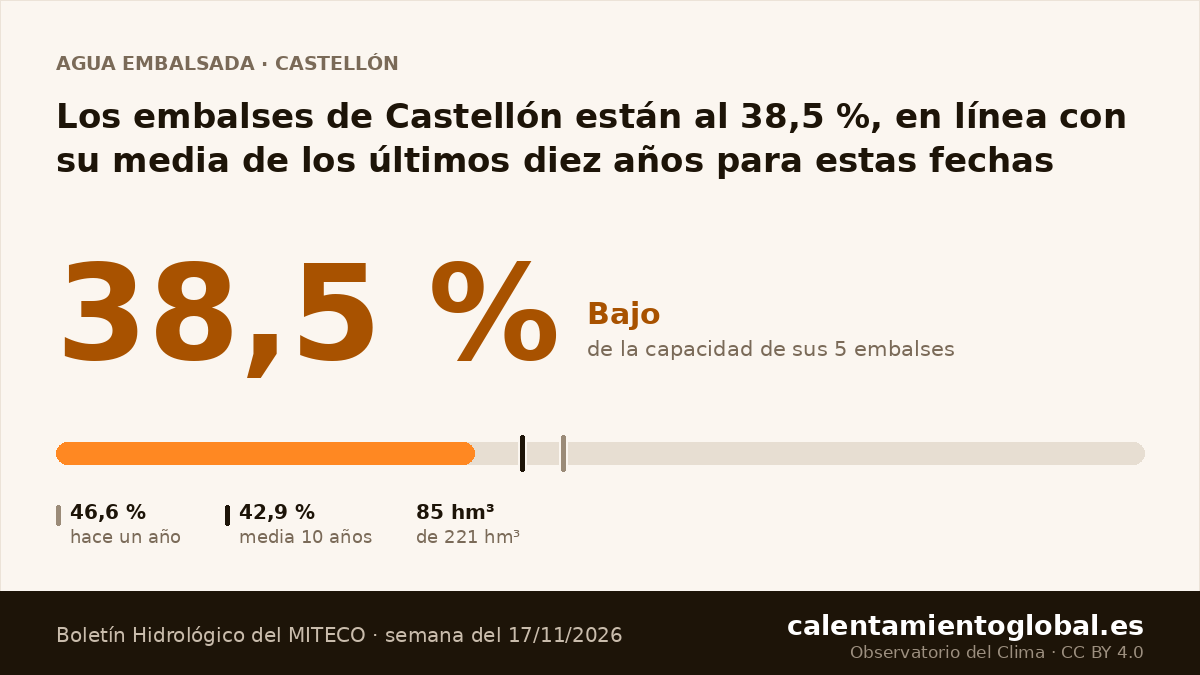 AGUA EMBALSADA · CASTELLÓN
Los embalses de Castellón están al 38,5 %, en línea con
su media de los últimos diez años para estas fechas
38,5 %
Bajo
de la capacidad de sus 5 embalses
46,6 %
hace un año
42,9 %
media 10 años
85 hm³
de 221 hm³
Boletín Hidrológico del MITECO · semana del 17/11/2026
calentamientoglobal.es
Observatorio del Clima · CC BY 4.0